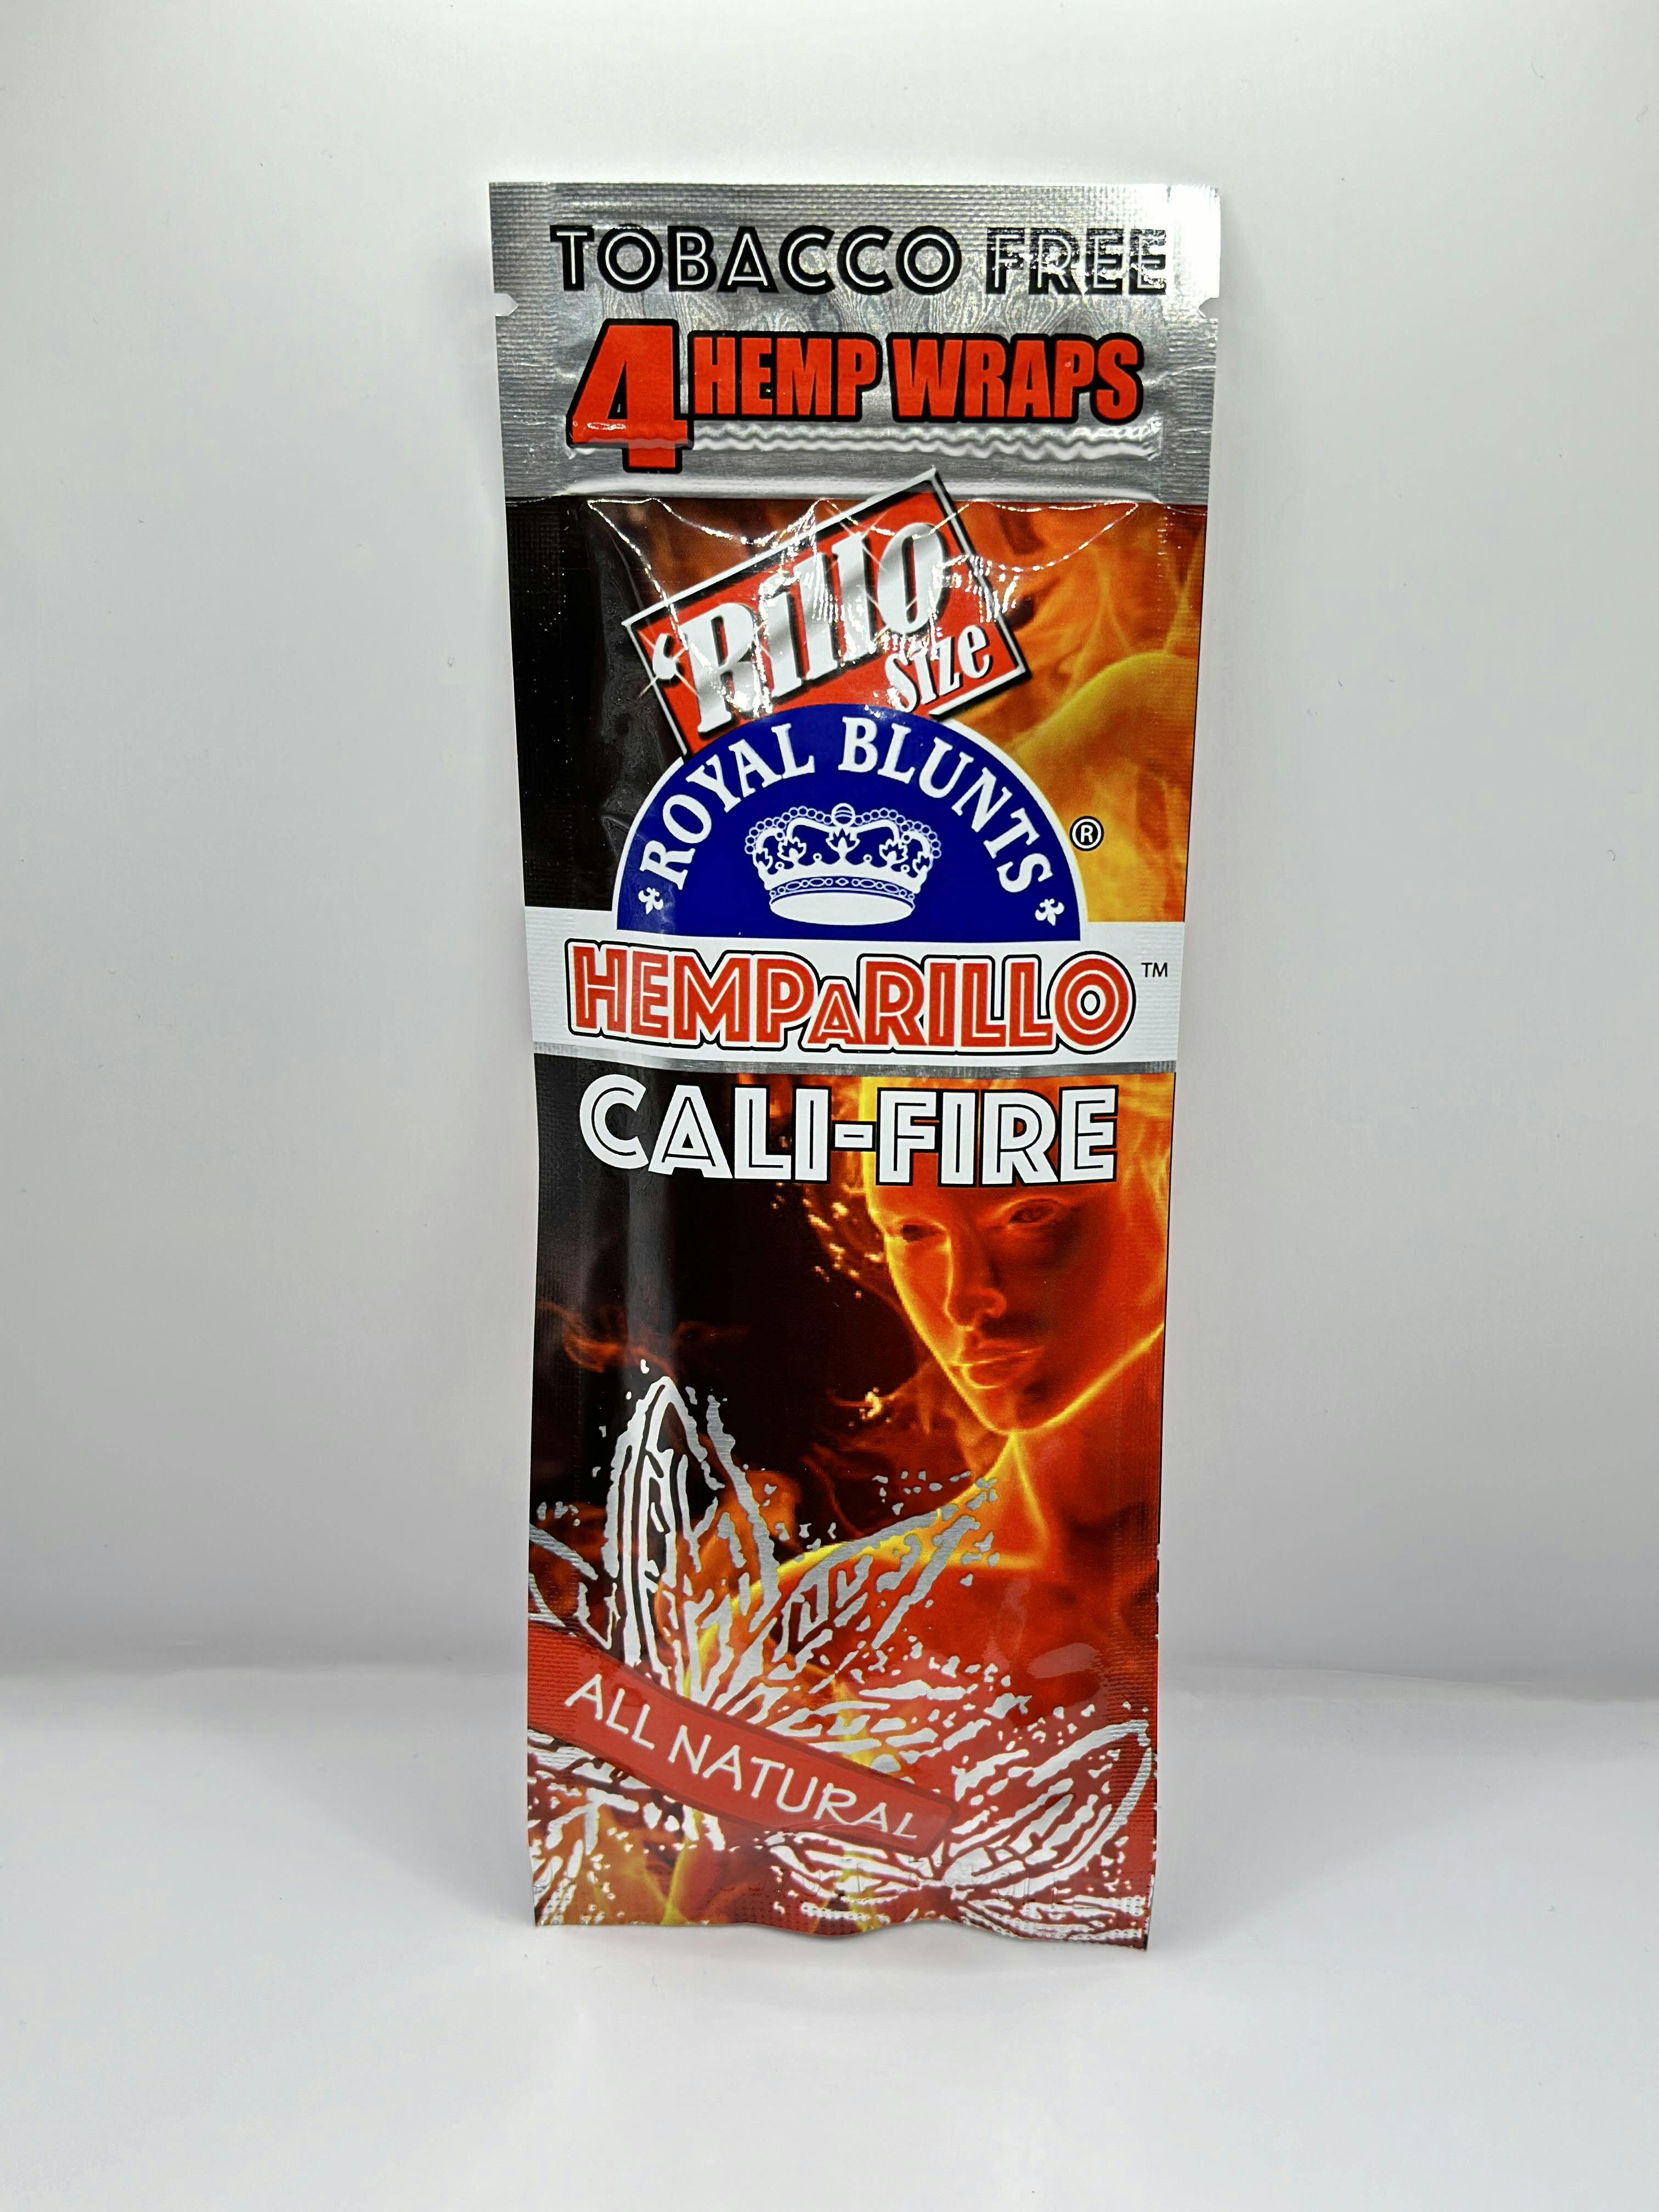 TOBACCO FREE
4 HEMP WRAPS
'Rillo
Size
ROYAL BLUNTS
®
HEMPARILLO ™
CALI-FIRE
ALL NATURAL